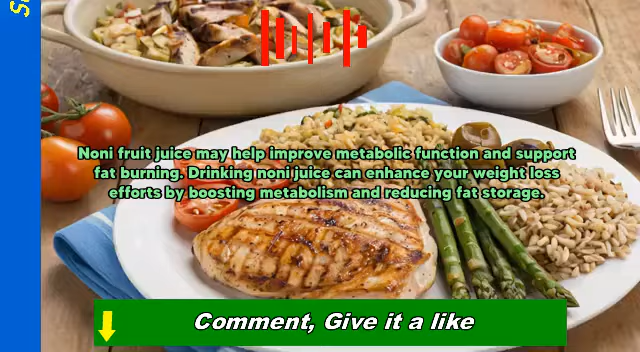 Noni fruit juice may help improve metabolic function and support
fat burning. Drinking noni juice can enhance your weight loss
efforts by boosting metabolism and reducing fat storage.
Comment, Give it a like